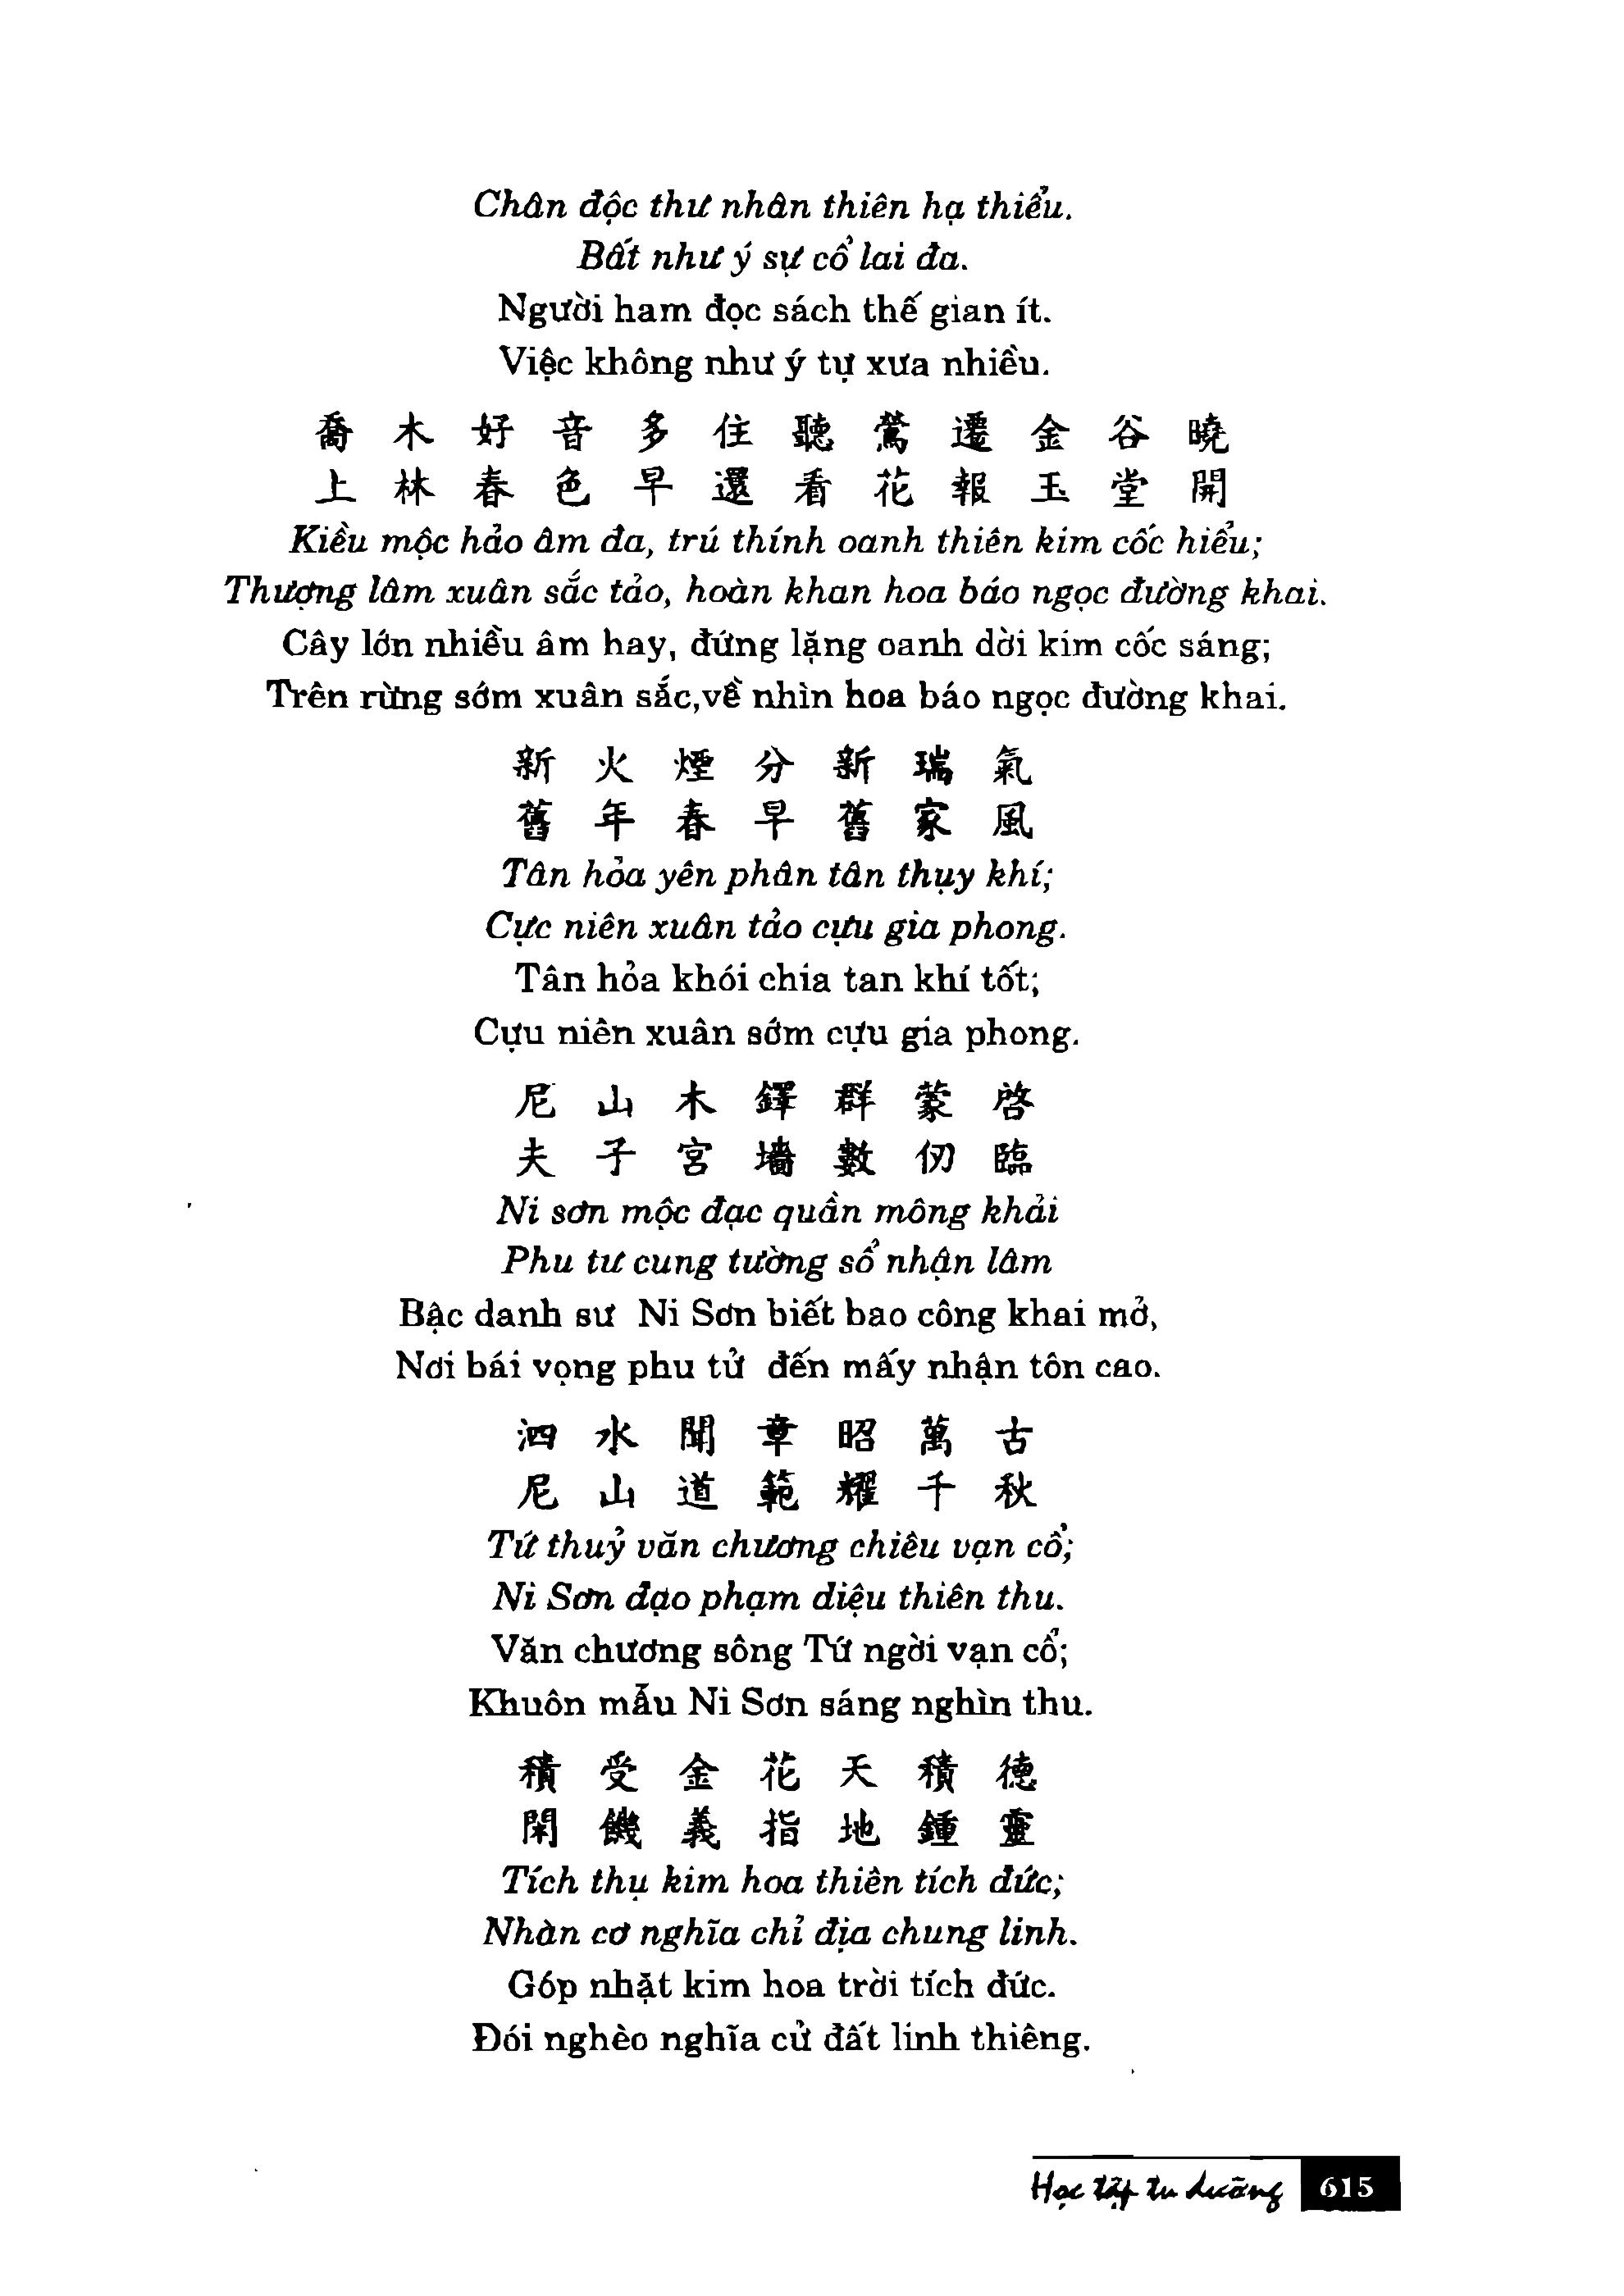 Chân độc thư nhân thiên hạ thiểu.
Bất như ý sự cổ lai đa.
Người ham đọc sách thế gian ít.
Việc không như ý tự xưa nhiều.
喬木好音多住聽鶯遷金谷曉
上林春色早還看花報玉堂開
Kiều mộc hảo âm đa, trú thính oanh thiên kim cốc hiểu;
Thượng lâm xuân sắc tảo, hoàn khan hoa báo ngọc đường khai.
Cây lớn nhiều âm hay, đứng lặng oanh dời kim cốc sáng;
Trên rừng sớm xuân sắc,về nhìn hoa báo ngọc đường khai.
新火煙分新瑞氣
舊年春早舊家風
Tân hỏa yên phân tân thụy khí;
Cực niên xuân tảo cựu gia phong.
Tân hỏa khói chia tan khí tốt;
Cựu niên xuân sớm cựu gia phong.
尼山木鐸群蒙啓
夫子宮墻數仞臨
Ni sơn mộc đạc quần mông khải
Phu tư cung tường sổ nhận lâm
Bậc danh sư Ni Sơn biết bao công khai mở,
Nơi bái vọng phu tử đến mấy nhận tôn cao.
泗水聞章昭萬古
尼山道範耀千秋
Tứ thuỷ văn chương chiêu vạn cổ;
Ni Sơn đạo phạm diệu thiên thu.
Văn chương sông Tứ ngời vạn cổ;
Khuôn mẫu Ni Sơn sáng nghìn thu.
積受金花天積德
閑饑義指地鍾靈
Tích thụ kim hoa thiên tích đức;
Nhàn cơ nghĩa chỉ địa chung linh.
Góp nhặt kim hoa trời tích đức.
Đói nghèo nghĩa cử đất linh thiêng.
Học tập tu dưỡng 615